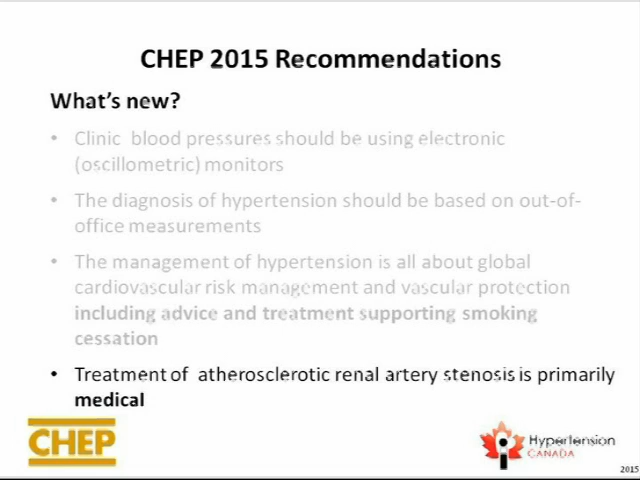 CHEP 2015 Recommendations
What's new?
• Clinic blood pressures should be using electronic
(oscillometric) monitors
• The diagnosis of hypertension should be based on out-of-
office measurements
• The management of hypertension is all about global
cardiovascular risk management and vascular protection
including advice and treatment supporting smoking
cessation
• Treatment of atherosclerotic renal artery stenosis is primarily
medical
CHEP
Hypertension
CANADA
2015